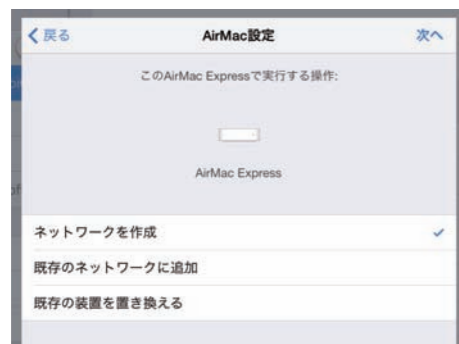 戻る AirMac設定 次へ
このAirMac Expressで実行する操作:
AirMac Express
ネットワークを作成
既存のネットワークに追加
既存の装置を置き換える